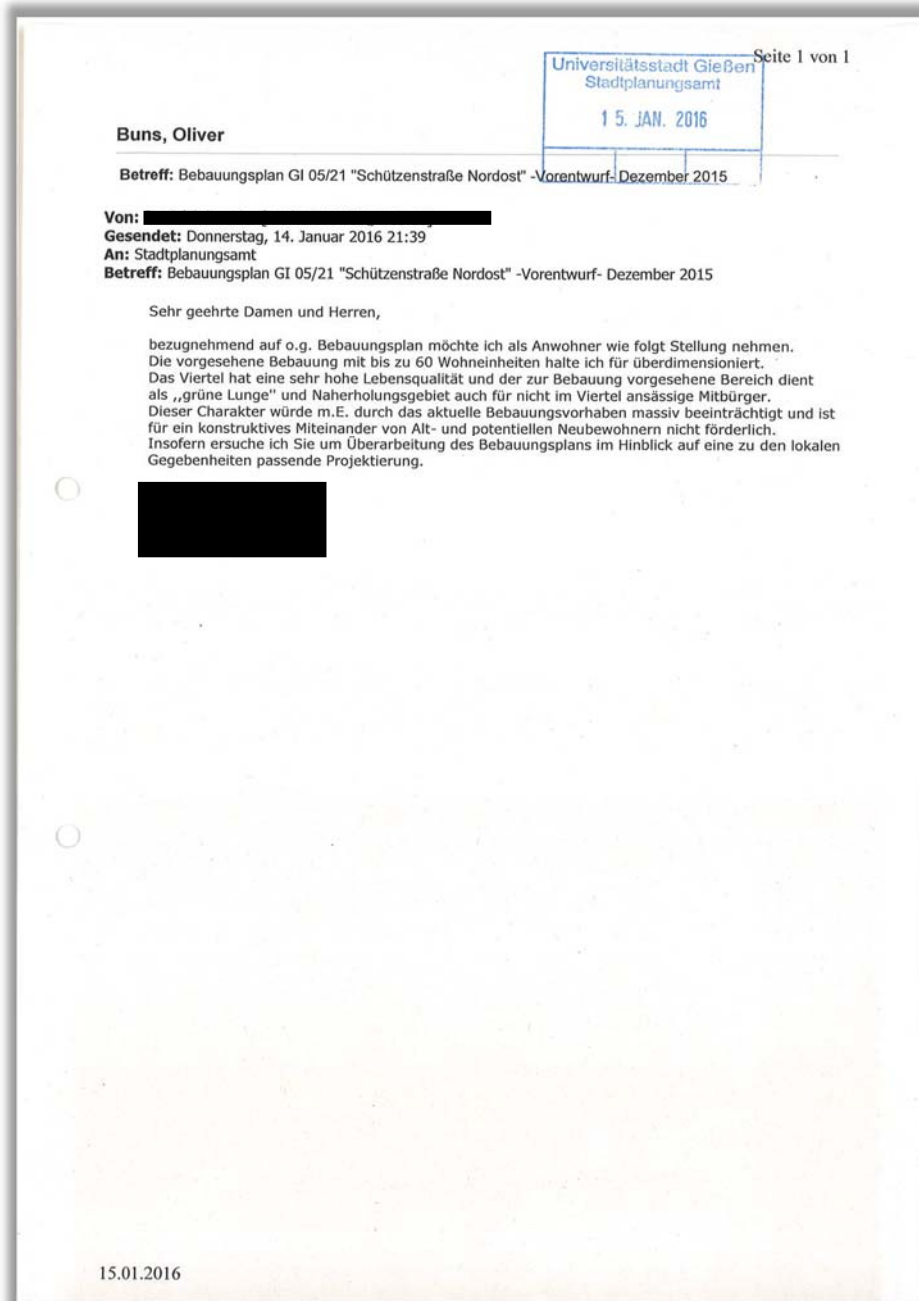 Seite 1 von 1
Universitätsstadt Gießen
Stadtplanungsamt
15. JAN. 2016
Buns, Oliver
Betreff: Bebauungsplan GI 05/21 "Schützenstraße Nordost" -Vorentwurf- Dezember 2015
Von:
Gesendet: Donnerstag, 14. Januar 2016 21:39
An: Stadtplanungsamt
Betreff: Bebauungsplan GI 05/21 "Schützenstraße Nordost" -Vorentwurf- Dezember 2015
Sehr geehrte Damen und Herren,
bezugnehmend auf o.g. Bebauungsplan möchte ich als Anwohner wie folgt Stellung nehmen.
Die vorgesehene Bebauung mit bis zu 60 Wohneinheiten halte ich für überdimensioniert.
Das Viertel hat eine sehr hohe Lebensqualität und der zur Bebauung vorgesehene Bereich dient
als „grüne Lunge" und Naherholungsgebiet auch für nicht im Viertel ansässige Mitbürger.
Dieser Charakter würde m.E. durch das aktuelle Bebauungsvorhaben massiv beeinträchtigt und ist
für ein konstruktives Miteinander von Alt- und potentiellen Neubewohnern nicht förderlich.
Insofern ersuche ich Sie um Überarbeitung des Bebauungsplans im Hinblick auf eine zu den lokalen
Gegebenheiten passende Projektierung.
15.01.2016